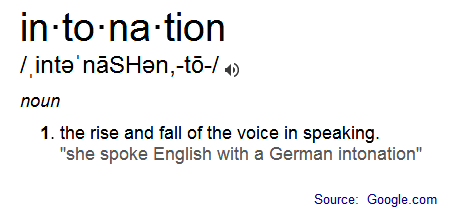 in·to·na·tion
/ˌintəˈnāSHən,-tō-/
noun
1. the rise and fall of the voice in speaking.
"she spoke English with a German intonation"
Source: Google.com